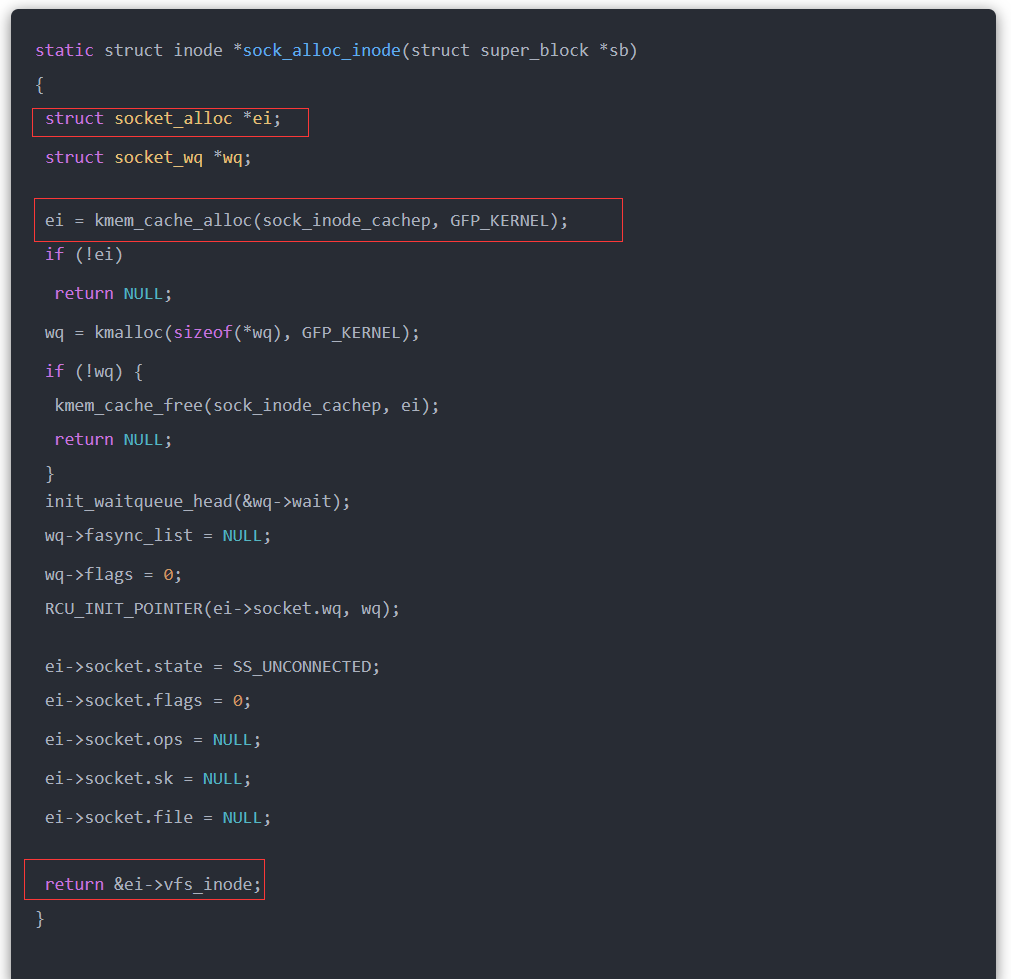 static struct inode *sock_alloc_inode(struct super_block *sb)
{
struct socket_alloc *ei;
struct socket_wq *wq;
ei = kmem_cache_alloc(sock_inode_cachep, GFP_KERNEL);
if (!ei)
return NULL;
wq = kmalloc(sizeof(*wq), GFP_KERNEL);
if (!wq) {
kmem_cache_free(sock_inode_cachep, ei);
return NULL;
}
init_waitqueue_head(&wq->wait);
wq->fasync_list = NULL;
wq->flags = 0;
RCU_INIT_POINTER(ei->socket.wq, wq);
ei->socket.state = SS_UNCONNECTED;
ei->socket.flags = 0;
ei->socket.ops = NULL;
ei->socket.sk = NULL;
ei->socket.file = NULL;
return &ei->vfs_inode;
}